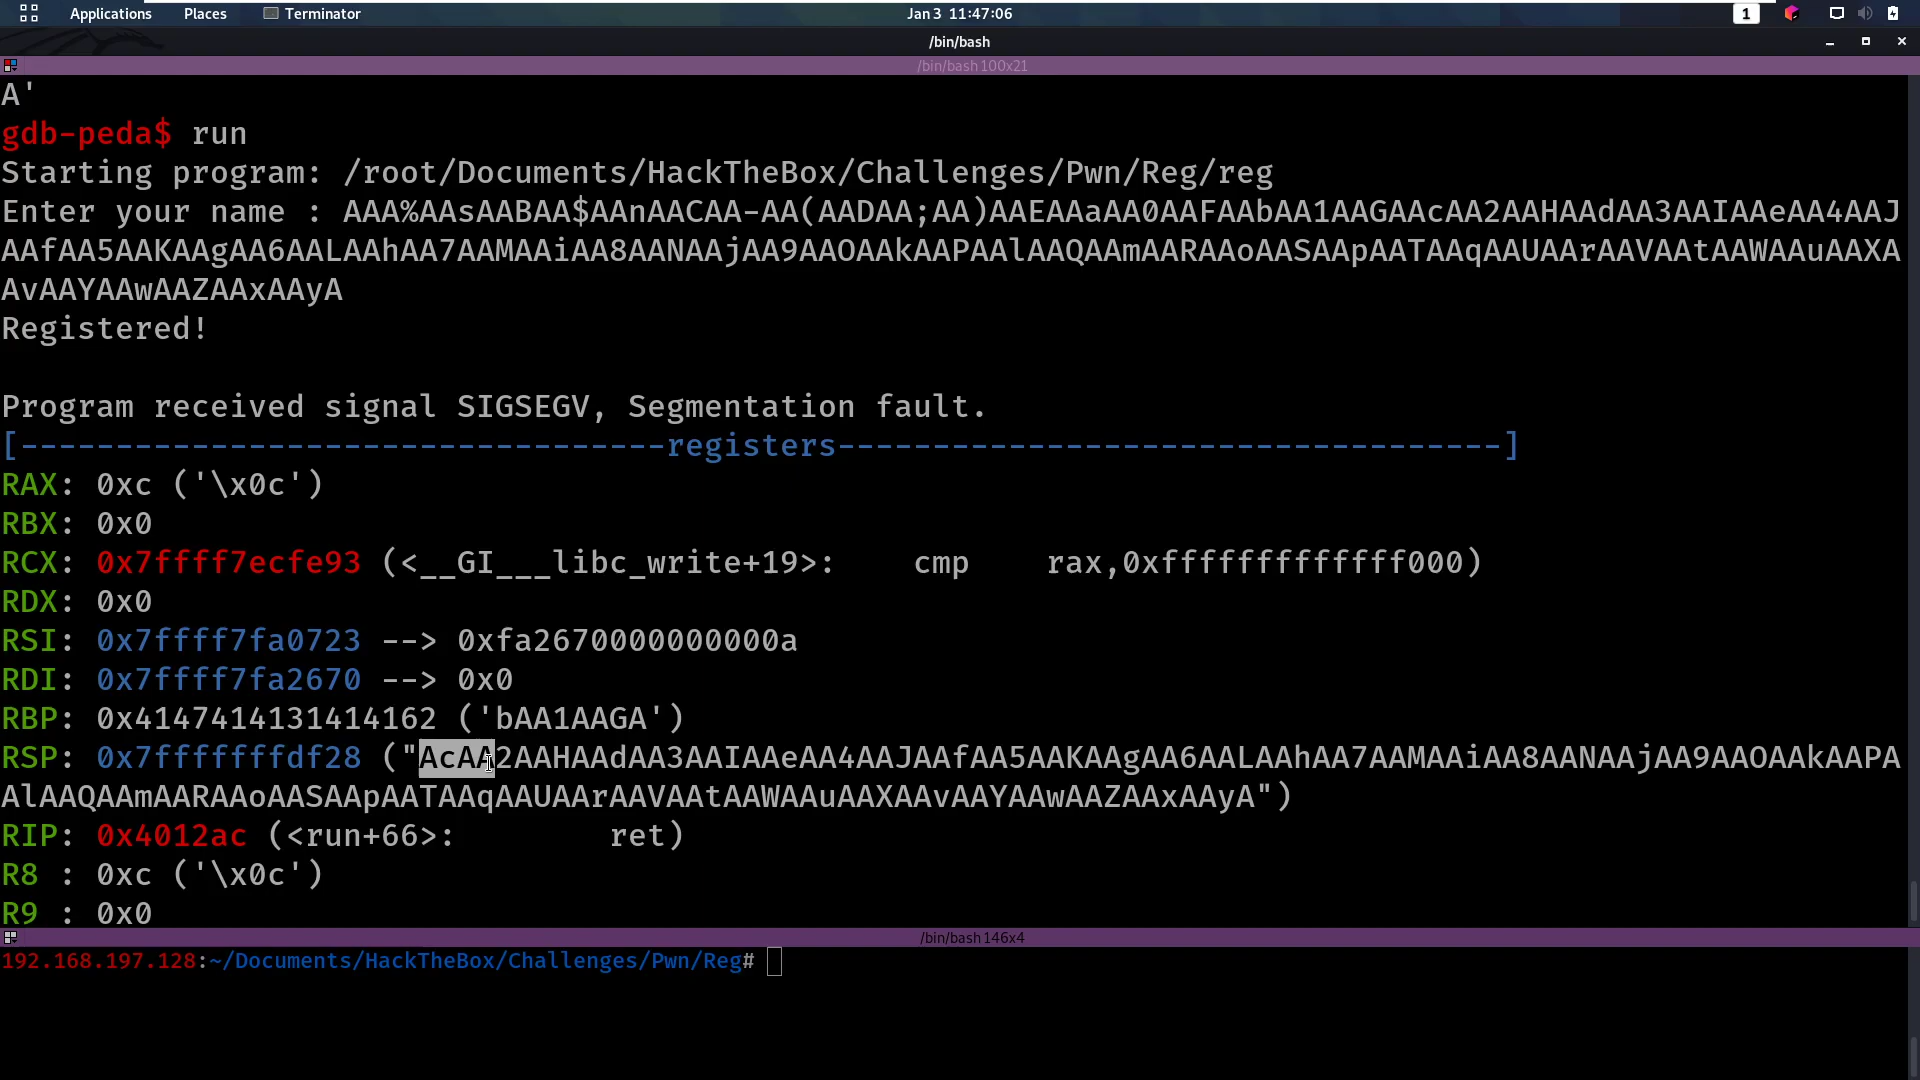 Applications Places Terminator Jan 3 11:47:06 1
/bin/bash
/bin/bash 100x21
A'
gdb-peda$ run
Starting program: /root/Documents/HackTheBox/Challenges/Pwn/Reg/reg
Enter your name : AAA%AAsAABAA$AAnAACAA-AA(AADAA;AA)AAEAAaAA0AAFAAbAA1AAGAAcAA2AAHAAdAA3AAIAAeAA4AAJ
AAfAA5AAKAAgAA6AALAAhAA7AAMAAiAA8AANAAjAA9AAOAAkAAPAAlAAQAAmAARAAoAASAApAATAAqAAUAArAAVAAtAAWAAuAAXA
AvAAYAAwAAZAAxAAyA
Registered!
Program received signal SIGSEGV, Segmentation fault.
[----------------------------------registers-----------------------------------]
RAX: 0xc ('\x0c')
RBX: 0x0
RCX: 0x7ffff7ecfe93 (<__GI___libc_write+19>: cmp rax,0xfffffffffffff000)
RDX: 0x0
RSI: 0x7ffff7fa0723 --> 0xfa2670000000000a
RDI: 0x7ffff7fa2670 --> 0x0
RBP: 0x4147414131414162 ('bAA1AAGA')
RSP: 0x7fffffffdf28 ("AcAA2AAHAAdAA3AAIAAeAA4AAJAAfAA5AAKAAgAA6AALAAhAA7AAMAAiAA8AANAAjAA9AAOAAkAAPA
AlAAQAAmAARAAoAASAApAATAAqAAUAArAAVAAtAAWAAuAAXAAvAAYAAwAAZAAxAAyA")
RIP: 0x4012ac (<run+66>: ret)
R8 : 0xc ('\x0c')
R9 : 0x0
/bin/bash 146x4
192.168.197.128:~/Documents/HackTheBox/Challenges/Pwn/Reg#